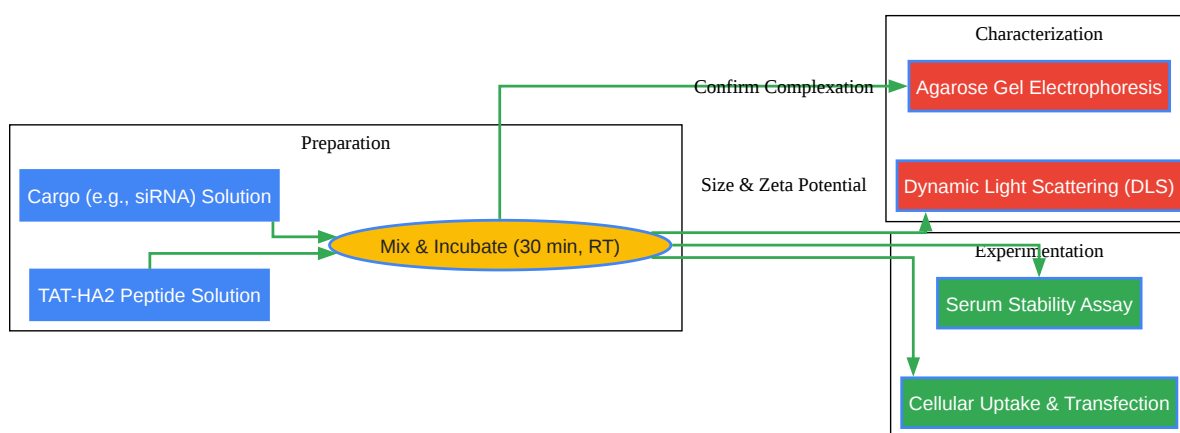 Characterization
Confirm Complexation
Agarose Gel Electrophoresis
Preparation
Cargo (e.g., siRNA) Solution
Size & Zeta Potential
Dynamic Light Scattering (DLS)
Mix & Incubate (30 min, RT)
Experimentation
TAT-HA2 Peptide Solution
Serum Stability Assay
Cellular Uptake & Transfection